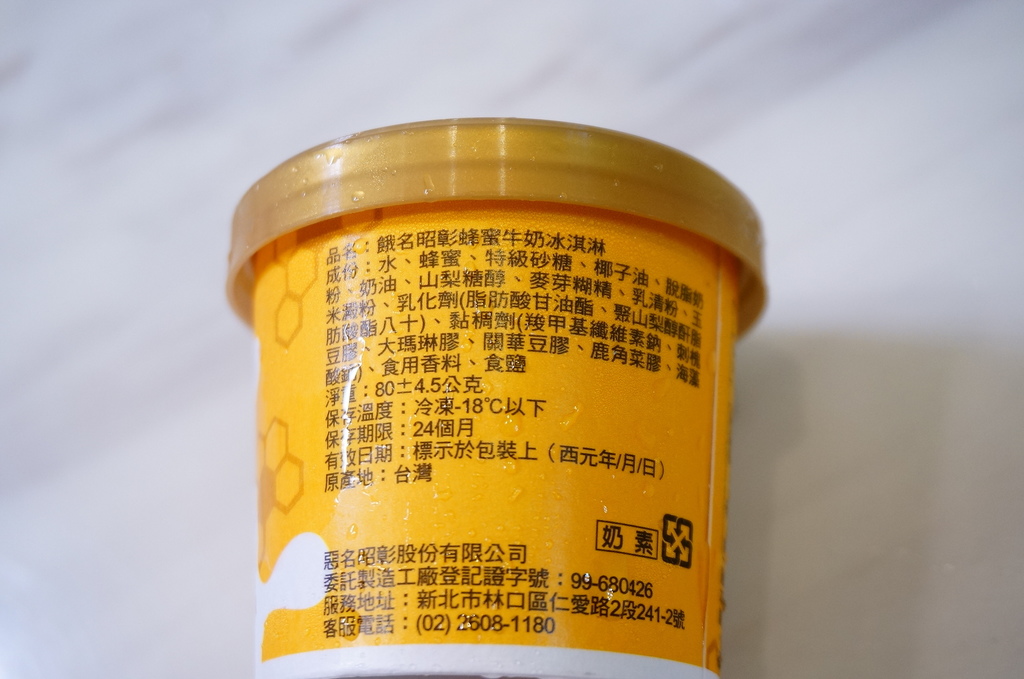 品名：餓名昭彰蜂蜜牛奶冰淇淋
成份：水、蜂蜜、特級砂糖、椰子油、脫脂奶
粉、奶油、山梨糖醇、麥芽糊精、乳清粉、玉
米澱粉、乳化劑(脂肪酸甘油酯、聚山梨醇酐脂
肪酸酯八十)、黏稠劑(羧甲基纖維素鈉、刺槐
豆膠、大瑪琳膠、關華豆膠、鹿角菜膠、海藻
酸鈉)、食用香料、食鹽
淨重：80±4.5公克
保存溫度：冷凍-18℃以下
保存期限：24個月
有效日期：標示於包裝上（西元年/月/日）
原產地：台灣
奶素
惡名昭彰股份有限公司
委託製造工廠登記證字號：99-680426
服務地址：新北市林口區仁愛路2段241-2號
客服電話：(02) 2608-1180